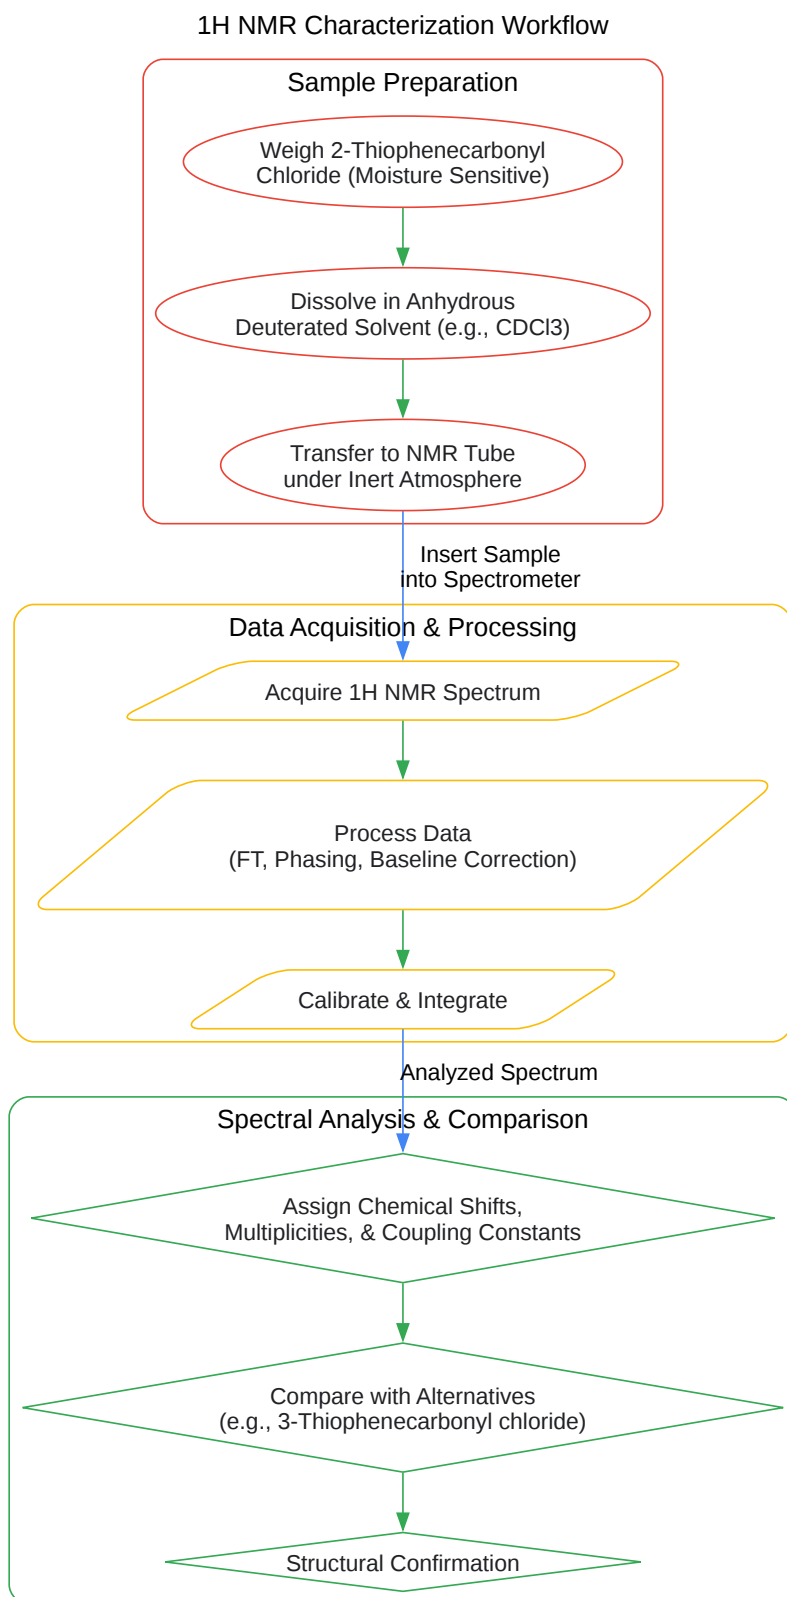 1H NMR Characterization Workflow
Sample Preparation
Weigh 2-Thiophenecarbonyl
Chloride (Moisture Sensitive)
Dissolve in Anhydrous
Deuterated Solvent (e.g., CDCl3)
Transfer to NMR Tube
under Inert Atmosphere
Insert Sample
into Spectrometer
Data Acquisition & Processing
Acquire 1H NMR Spectrum
Process Data
(FT, Phasing, Baseline Correction)
Calibrate & Integrate
Analyzed Spectrum
Spectral Analysis & Comparison
Assign Chemical Shifts,
Multiplicities, & Coupling Constants
Compare with Alternatives
(e.g., 3-Thiophenecarbonyl chloride)
Structural Confirmation